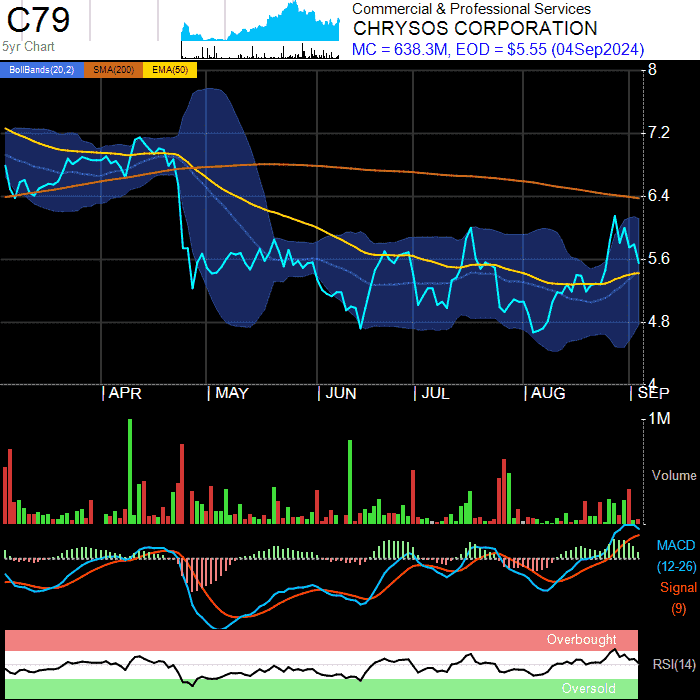 C79
5yr Chart
Commercial & Professional Services
CHRYSOS CORPORATION
MC = 638.3M, EOD = $5.55 (04Sep2024)
BollBands(20,2) SMA(200) EMA(50)
8
7.2
6.4
5.6
4.8
4
APR MAY JUN JUL AUG SEP
1M
Volume
MACD
(12-26)
Signal
(9)
Overbought
RSI(14)
Oversold